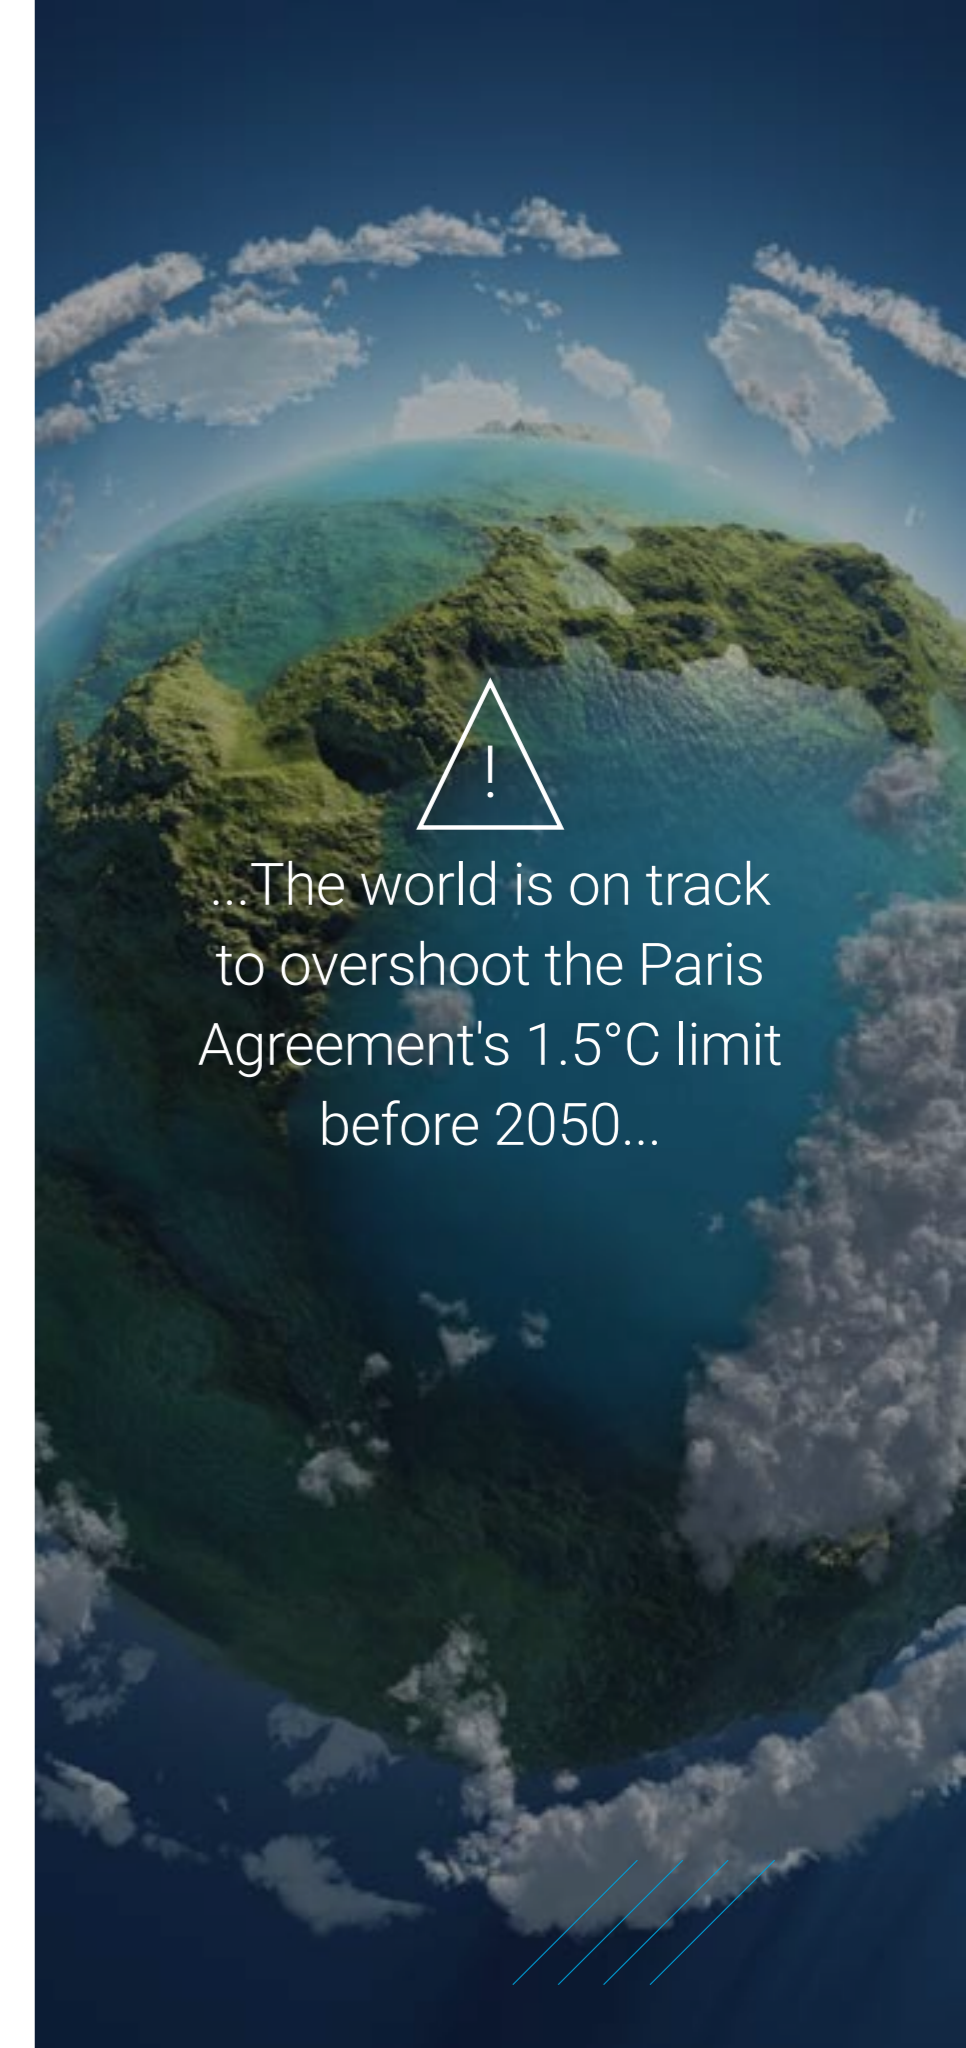 ...The world is on track
to overshoot the Paris
Agreement's 1.5°C limit
before 2050...